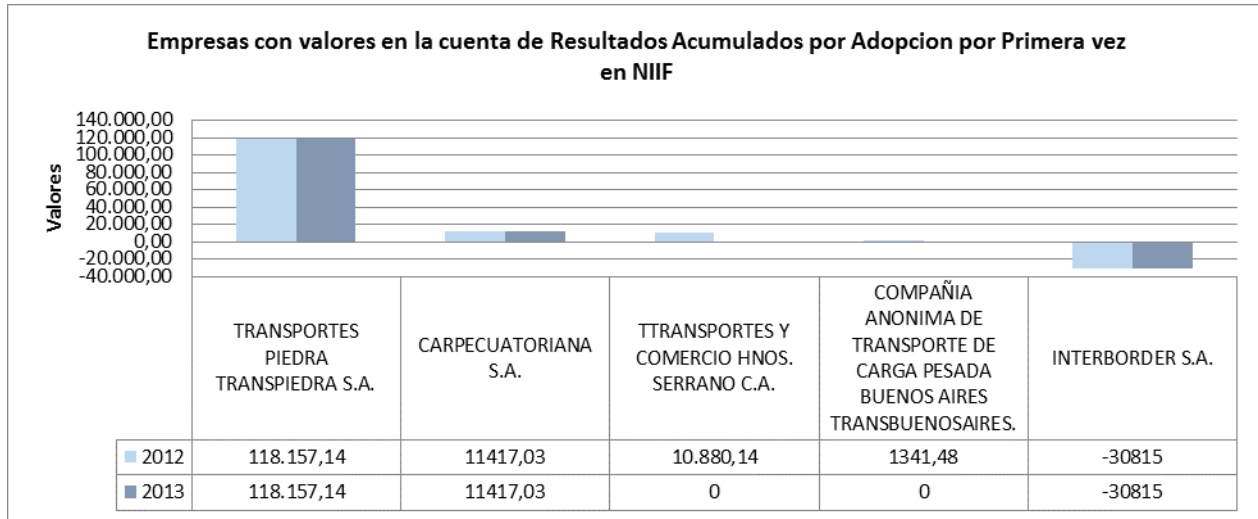 Empresas con valores en la cuenta de Resultados Acumulados por Adopcion por Primera vez
en NIIF
Valores
140.000,00
120.000,00
100.000,00
80.000,00
60.000,00
40.000,00
20.000,00
0,00
-20.000,00
-40.000,00
TRANSPORTES
PIEDRA
TRANSPIEDRA S.A.
CARPECUATORIANA
S.A.
TTRANSPORTES Y
COMERCIO HNOS.
SERRANO C.A.
COMPAÑIA
ANONIMA DE
TRANSPORTE DE
CARGA PESADA
BUENOS AIRES
TRANSBUENOSAIRES.
INTERBORDER S.A.
2012 118.157,14 11417,03 10.880,14 1341,48 -30815
2013 118.157,14 11417,03 0 0 -30815